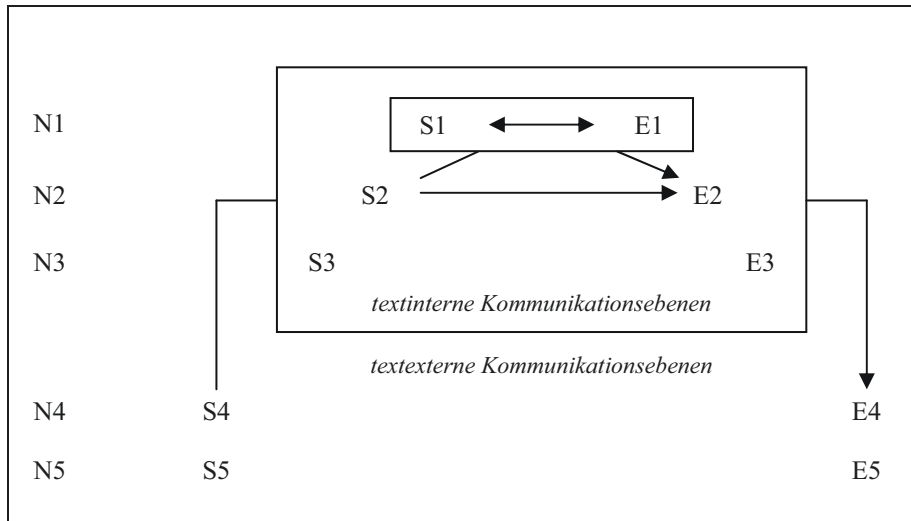 N1 S1 E1
N2 S2 E2
N3 S3 E3
textinterne Kommunikationsebenen
textexterne Kommunikationsebenen
N4 S4 E4
N5 S5 E5